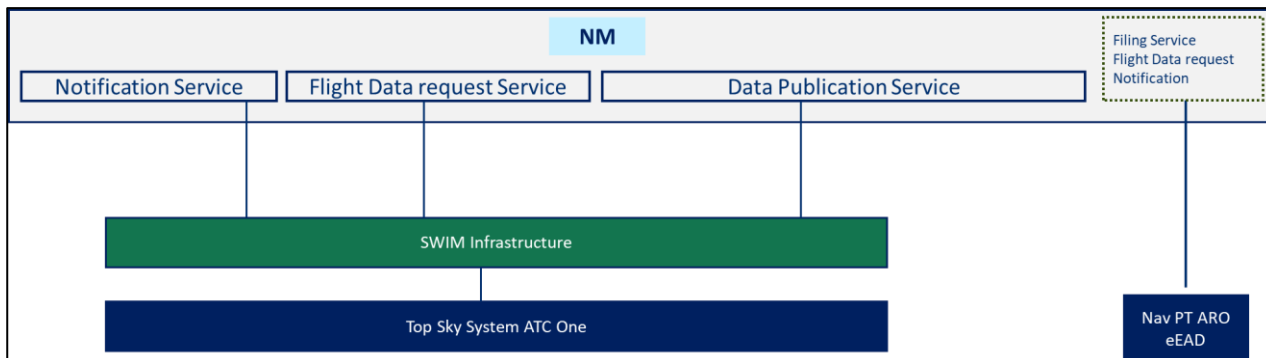 NM
Filing Service
Flight Data request
Notification
Notification Service
Flight Data request Service
Data Publication Service
SWIM Infrastructure
Top Sky System ATC One
Nav PT ARO
eEAD